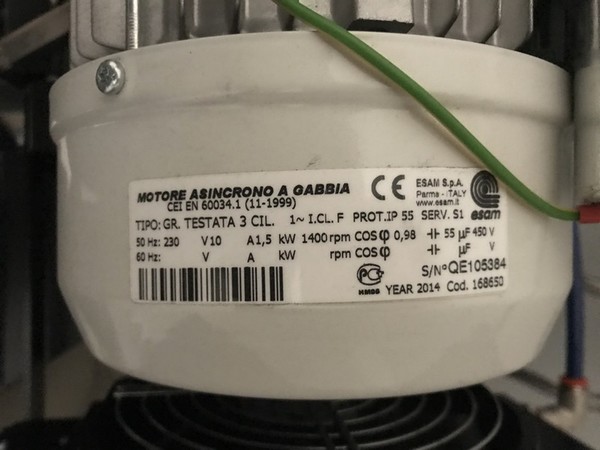 MOTORE ASINCRONO A GABBIA
CEI EN 60034.1 (11-1999)
CE
ESAM S.p.A.
Parma - ITALY
www.esam.it
esam
TIPO: GR. TESTATA 3 CIL. 1~ I.CL. F PROT.IP 55 SERV. S1
50 Hz: 230 V10 A1,5 kW 1400 rpm COSφ 0,98 ⊣⊢ 55 µF 450 V
60 Hz: V A kW rpm COSφ ⊣⊢ µF V
S/N° QE105384
YEAR 2014 Cod. 168650